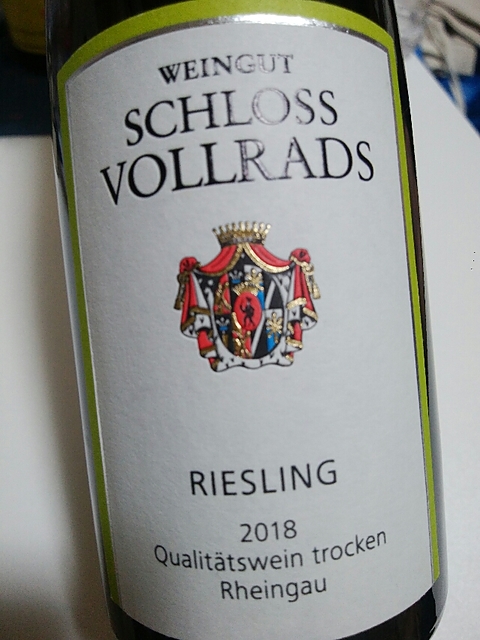 WEINGUT
SCHLOSS
VOLLRADS
RIESLING
2018
Qualitätswein trocken
Rheingau